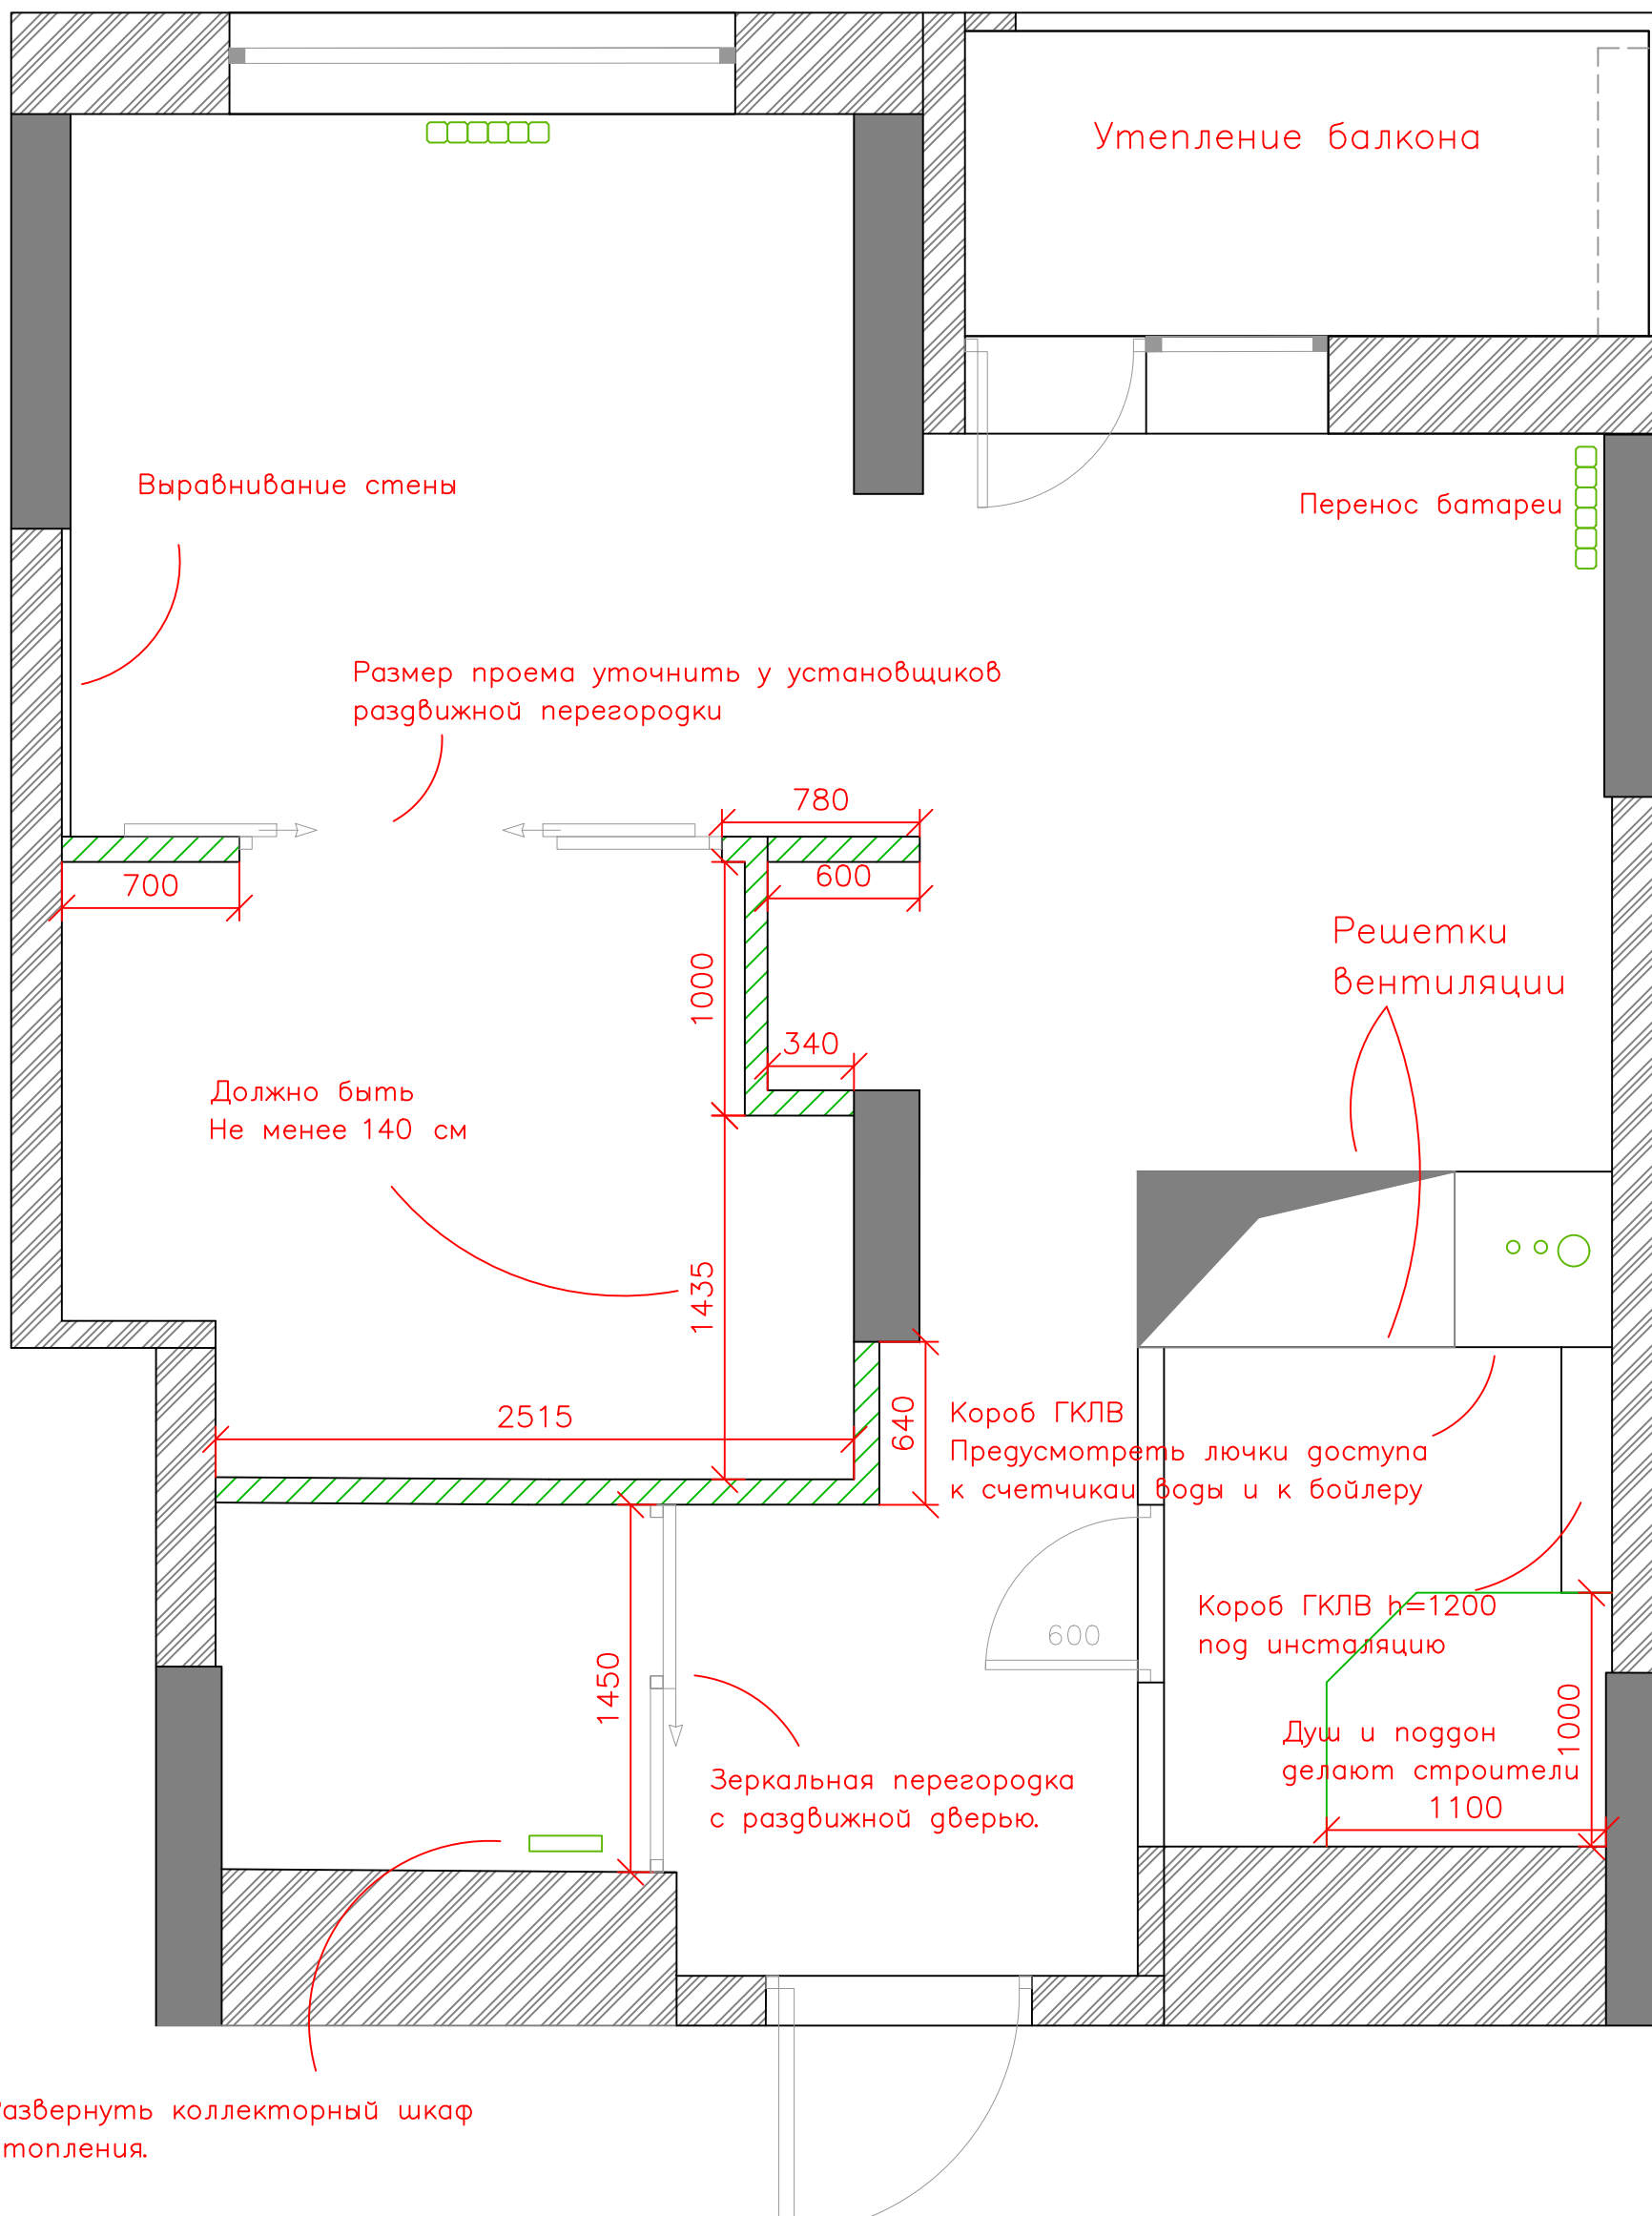 Утепление балкона
Выравнивание стены
Перенос батареи
Размер проема уточнить у установщиков
раздвижной перегородки
780
700
600
Решетки
вентиляции
1000
340
Должно быть
Не менее 140 см
1435
2515
640
Короб ГКЛВ
Предусмотреть лючки доступа
к счетчикаи воды и к бойлеру
Короб ГКЛВ h=1200
под инсталяцию
600
1450
1000
Душ и поддон
делают строители
1100
Зеркальная перегородка
с раздвижной дверью.
Развернуть коллекторный шкаф
топления.